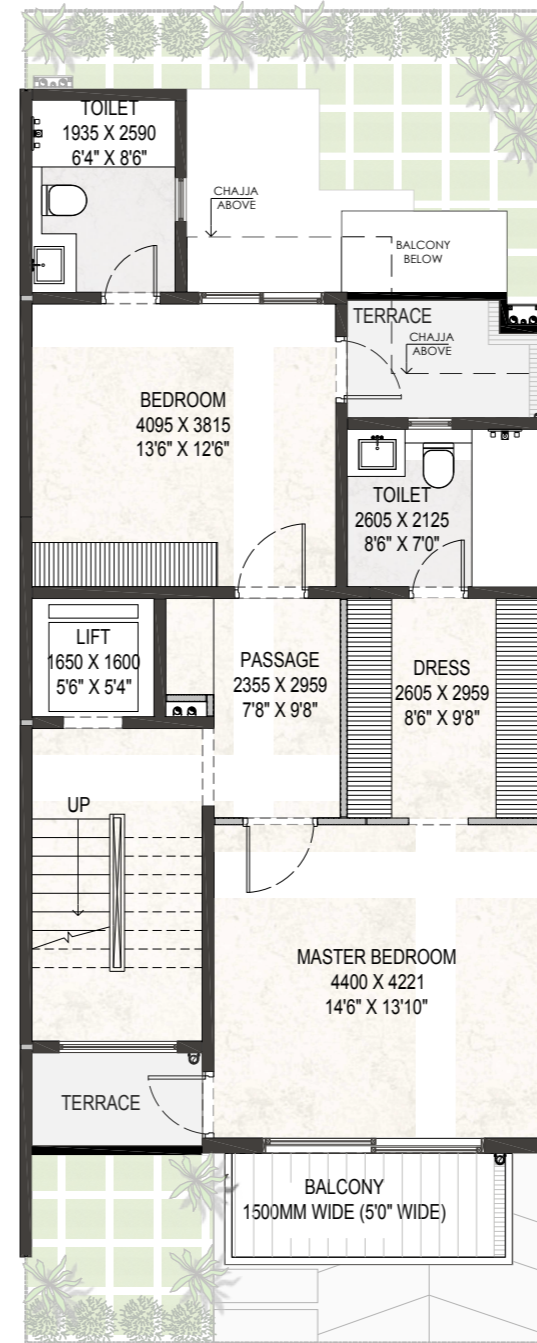 TOILET
1935 X 2590
6'4" X 8'6"
CHAJJA
ABOVE
BALCONY
BELOW
TERRACE
CHAJJA
ABOVE
BEDROOM
4095 X 3815
13'6" X 12'6"
TOILET
2605 X 2125
8'6" X 7'0"
LIFT
1650 X 1600
5'6" X 5'4"
PASSAGE
2355 X 2959
7'8" X 9'8"
DRESS
2605 X 2959
8'6" X 9'8"
UP
MASTER BEDROOM
4400 X 4221
14'6" X 13'10"
TERRACE
BALCONY
1500MM WIDE (5'0" WIDE)